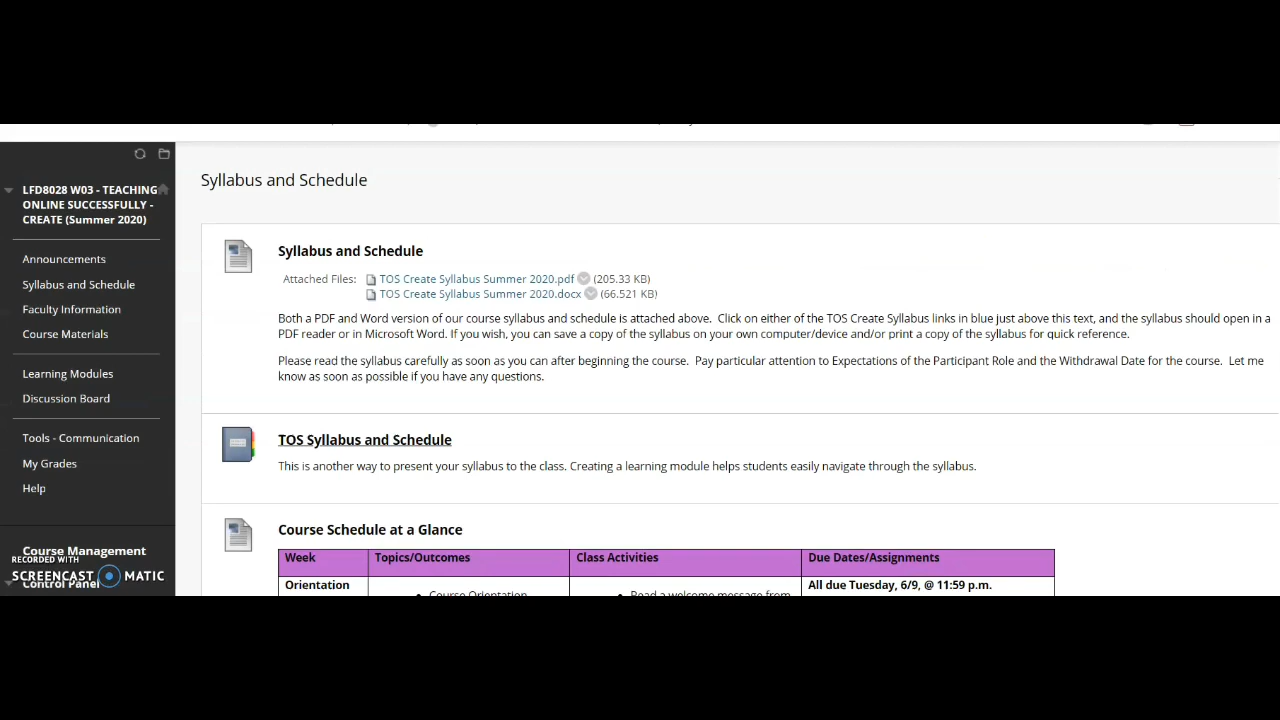 LFD8028 W03 - TEACHING
ONLINE SUCCESSFULLY -
CREATE (Summer 2020)
Announcements
Syllabus and Schedule
Faculty Information
Course Materials
Learning Modules
Discussion Board
Tools - Communication
My Grades
Help
Course Management
Control Panel
RECORDED WITH
SCREENCAST MATIC
Syllabus and Schedule
Syllabus and Schedule
Attached Files: TOS Create Syllabus Summer 2020.pdf (205.33 KB)
TOS Create Syllabus Summer 2020.docx (66.521 KB)
Both a PDF and Word version of our course syllabus and schedule is attached above. Click on either of the TOS Create Syllabus links in blue just above this text, and the syllabus should open in a
PDF reader or in Microsoft Word. If you wish, you can save a copy of the syllabus on your own computer/device and/or print a copy of the syllabus for quick reference.
Please read the syllabus carefully as soon as you can after beginning the course. Pay particular attention to Expectations of the Participant Role and the Withdrawal Date for the course. Let me
know as soon as possible if you have any questions.
TOS Syllabus and Schedule
This is another way to present your syllabus to the class. Creating a learning module helps students easily navigate through the syllabus.
Course Schedule at a Glance
Week Topics/Outcomes Class Activities Due Dates/Assignments
Orientation All due Tuesday, 6/9, @ 11:59 p.m.
• Course Orientation • Read a welcome message from